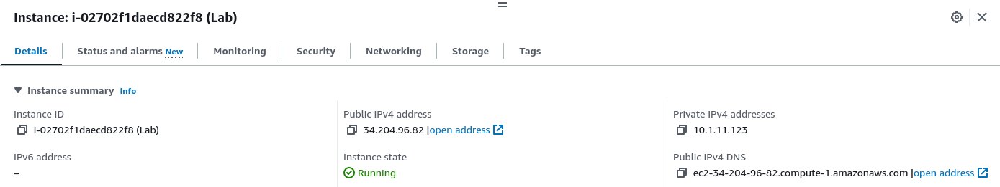 Instance: i-02702f1daecd822f8 (Lab)
Details
Status and alarms New
Monitoring
Security
Networking
Storage
Tags
Instance summary Info
Instance ID
i-02702f1daecd822f8 (Lab)
Public IPv4 address
34.204.96.82 |open address
Private IPv4 addresses
10.1.11.123
IPv6 address
–
Instance state
Running
Public IPv4 DNS
ec2-34-204-96-82.compute-1.amazonaws.com |open address